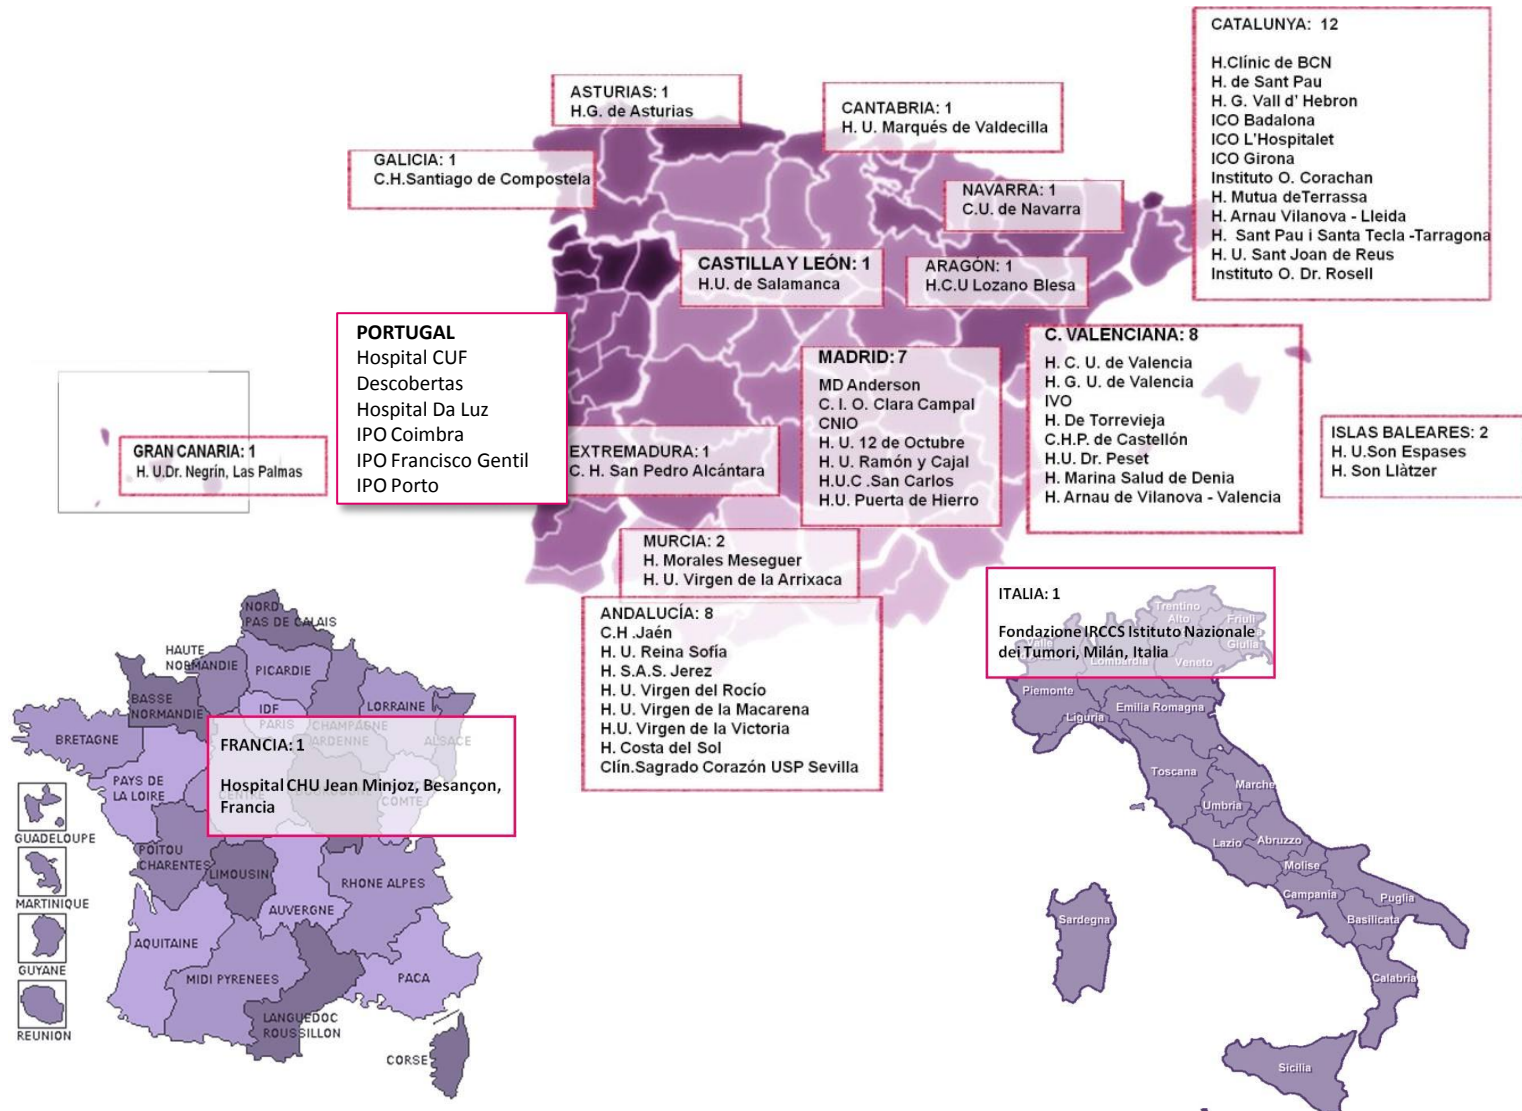 CATALUNYA: 12
H.Clínic de BCN
H. de Sant Pau
H. G. Vall d' Hebron
ICO Badalona
ICO L'Hospitalet
ICO Girona
Instituto O. Corachan
H. Mutua deTerrassa
H. Arnau Vilanova - Lleida
H. Sant Pau i Santa Tecla -Tarragona
H. U. Sant Joan de Reus
Instituto O. Dr. Rosell
ASTURIAS: 1
H.G. de Asturias
CANTABRIA: 1
H. U. Marqués de Valdecilla
GALICIA: 1
C.H.Santiago de Compostela
NAVARRA: 1
C.U. de Navarra
CASTILLA Y LEÓN: 1
H.U. de Salamanca
ARAGÓN: 1
H.C.U Lozano Blesa
PORTUGAL
Hospital CUF
Descobertas
Hospital Da Luz
IPO Coimbra
IPO Francisco Gentil
IPO Porto
MADRID: 7
MD Anderson
C. I. O. Clara Campal
CNIO
H. U. 12 de Octubre
H. U. Ramón y Cajal
H.U.C .San Carlos
H.U. Puerta de Hierro
C. VALENCIANA: 8
H. C. U. de Valencia
H. G. U. de Valencia
IVO
H. De Torrevieja
C.H.P. de Castellón
H.U. Dr. Peset
H. Marina Salud de Denia
H. Arnau de Vilanova - Valencia
ISLAS BALEARES: 2
H. U.Son Espases
H. Son Llàtzer
GRAN CANARIA: 1
H. U.Dr. Negrín, Las Palmas
EXTREMADURA: 1
C. H. San Pedro Alcántara
MURCIA: 2
H. Morales Meseguer
H. U. Virgen de la Arrixaca
ANDALUCÍA: 8
C.H .Jaén
H. U. Reina Sofía
H. S.A.S. Jerez
H. U. Virgen del Rocío
H. U. Virgen de la Macarena
H.U. Virgen de la Victoria
H. Costa del Sol
Clín.Sagrado Corazón USP Sevilla
ITALIA: 1
Fondazione IRCCS Istituto Nazionale
dei Tumori, Milán, Italia
Trentino
Alto
Friuli
Giulia
Lombardia
Veneto
Piemonte
Liguria
Emilia Romagna
Toscana
Marche
Umbria
Lazio
Abruzzo
Molise
Campania
Puglia
Basilicata
Sardegna
Calabria
Sicilia
NORD
PAS DE CALAIS
HAUTE
NORMANDIE
PICARDIE
BASSE
NORMANDIE
IDF
PARIS
CHAMPAGNE
ARDENNE
LORRAINE
ALSACE
BRETAGNE
FRANCIA: 1
Hospital CHU Jean Minjoz, Besançon,
Francia
PAYS DE
LA LOIRE
CENTRE
BOURGOGNE
COMTE
POITOU
CHARENTES
LIMOUSIN
AUVERGNE
RHONE ALPES
AQUITAINE
MIDI PYRENEES
PACA
LANGUEDOC
ROUSSILLON
CORSE
GUADELOUPE
MARTINIQUE
GUYANE
REUNION